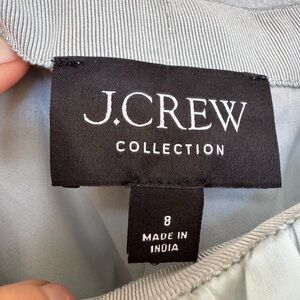 J.CREW
COLLECTION
8
MADE IN
INDIA